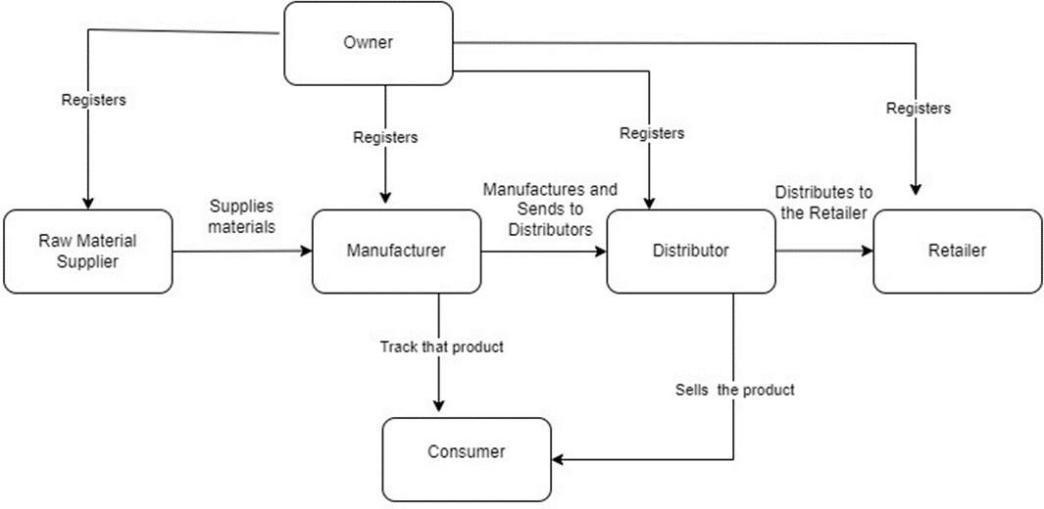 Owner
Registers
Registers
Registers
Registers
Supplies
materials
Manufactures and
Sends to
Distributors
Distributes to
the Retailer
Raw Material
Supplier
Manufacturer
Distributor
Retailer
Track that product
Sells the product
Consumer